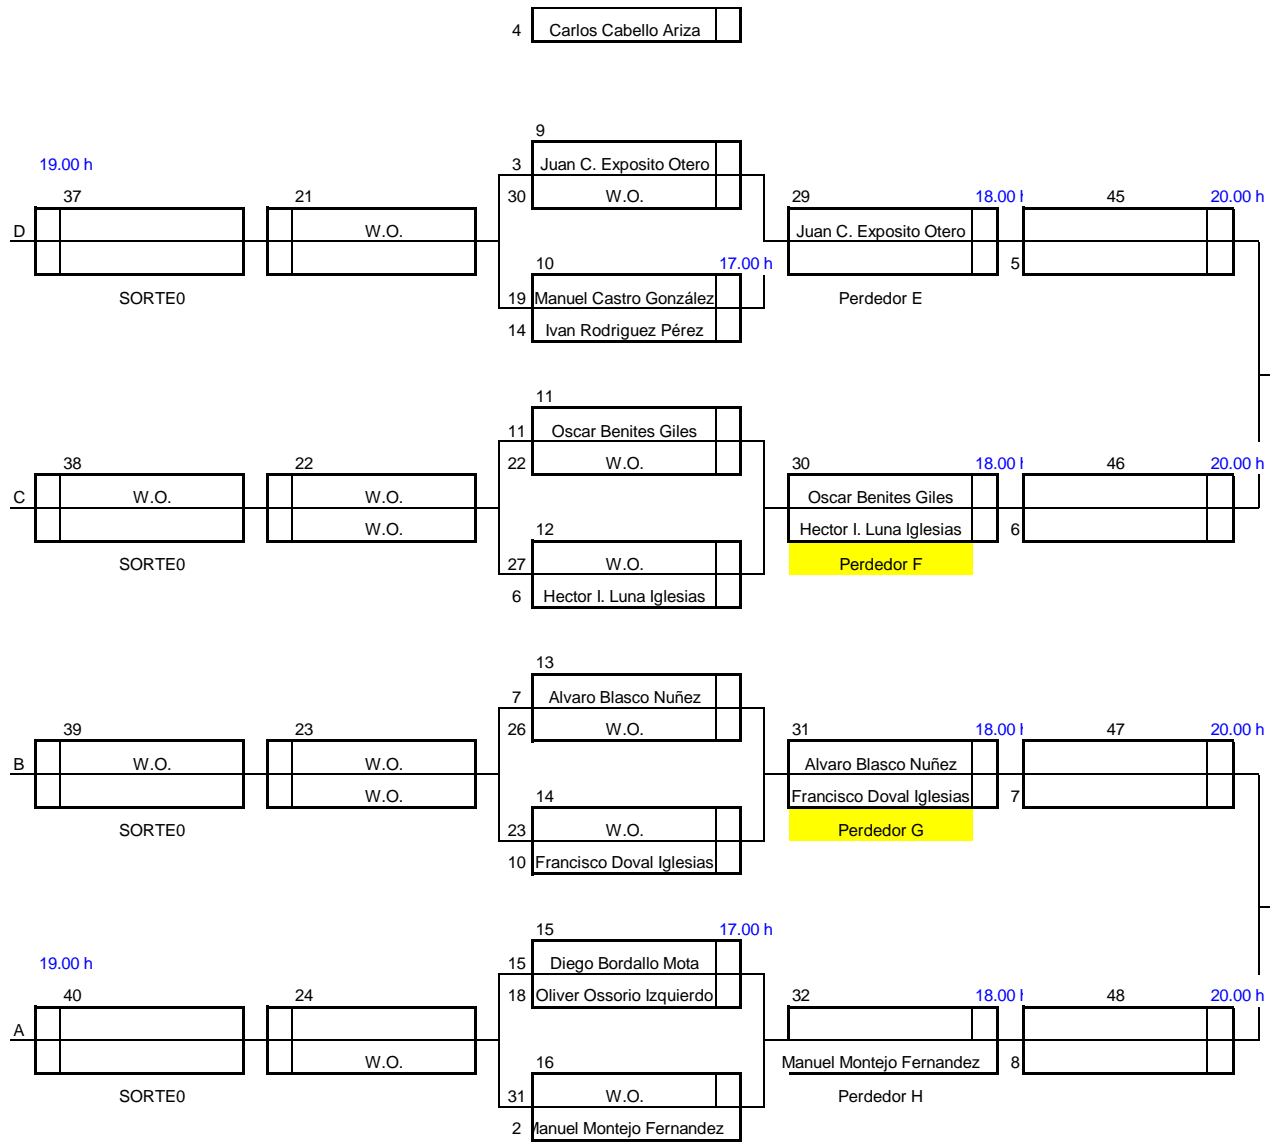 4 Carlos Cabello Ariza
9
19.00 h 3 Juan C. Exposito Otero
37 21 30 W.O. 29 18.00 h 45 20.00 h
D W.O. Juan C. Exposito Otero
10 17.00 h 5
SORTE0 19 Manuel Castro González Perdedor E
14 Ivan Rodriguez Pérez
11
11 Oscar Benites Giles
38 22 22 W.O. 30 18.00 h 46 20.00 h
C W.O. W.O. Oscar Benites Giles
W.O. 12 Hector I. Luna Iglesias 6
SORTE0 27 W.O. Perdedor F
6 Hector I. Luna Iglesias
13
7 Alvaro Blasco Nuñez
39 23 26 W.O. 31 18.00 h 47 20.00 h
B W.O. W.O. Alvaro Blasco Nuñez
W.O. 14 Francisco Doval Iglesias 7
SORTE0 23 W.O. Perdedor G
10 Francisco Doval Iglesias
15 17.00 h
19.00 h 15 Diego Bordallo Mota
40 24 18 Oliver Ossorio Izquierdo 32 18.00 h 48 20.00 h
A
W.O. 16 Manuel Montejo Fernandez 8
SORTE0 31 W.O. Perdedor H
2 Manuel Montejo Fernandez